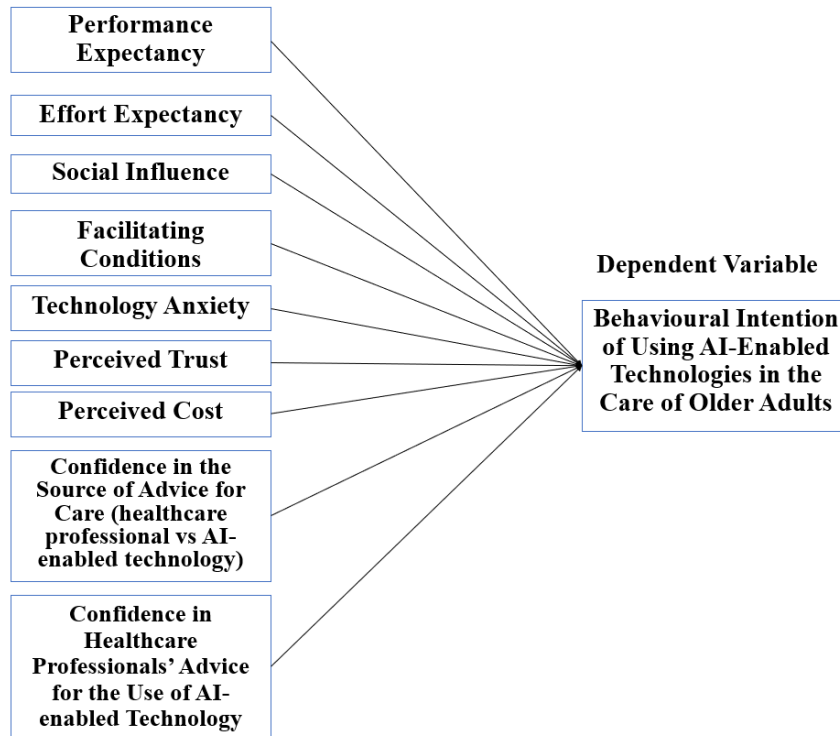 Performance
Expectancy
Effort Expectancy
Social Influence
Facilitating
Conditions
Technology Anxiety
Perceived Trust
Perceived Cost
Confidence in the
Source of Advice for
Care (healthcare
professional vs AI-
enabled technology)
Confidence in
Healthcare
Professionals’ Advice
for the Use of AI-
enabled Technology
Dependent Variable
Behavioural Intention
of Using AI-Enabled
Technologies in the
Care of Older Adults